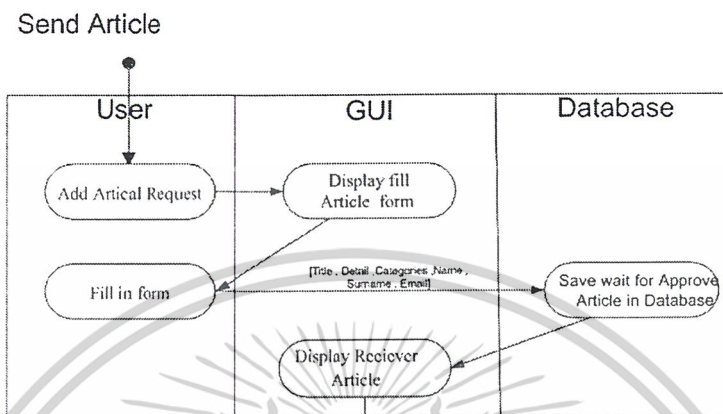 Send Article
User
GUI
Database
Add Artical Request
Display fill
Article form
Fill in form
[Title , Detail ,Categories ,Name ,
Surname , Email]
Save wait for Approve
Article in Database
Display Reciever
Article